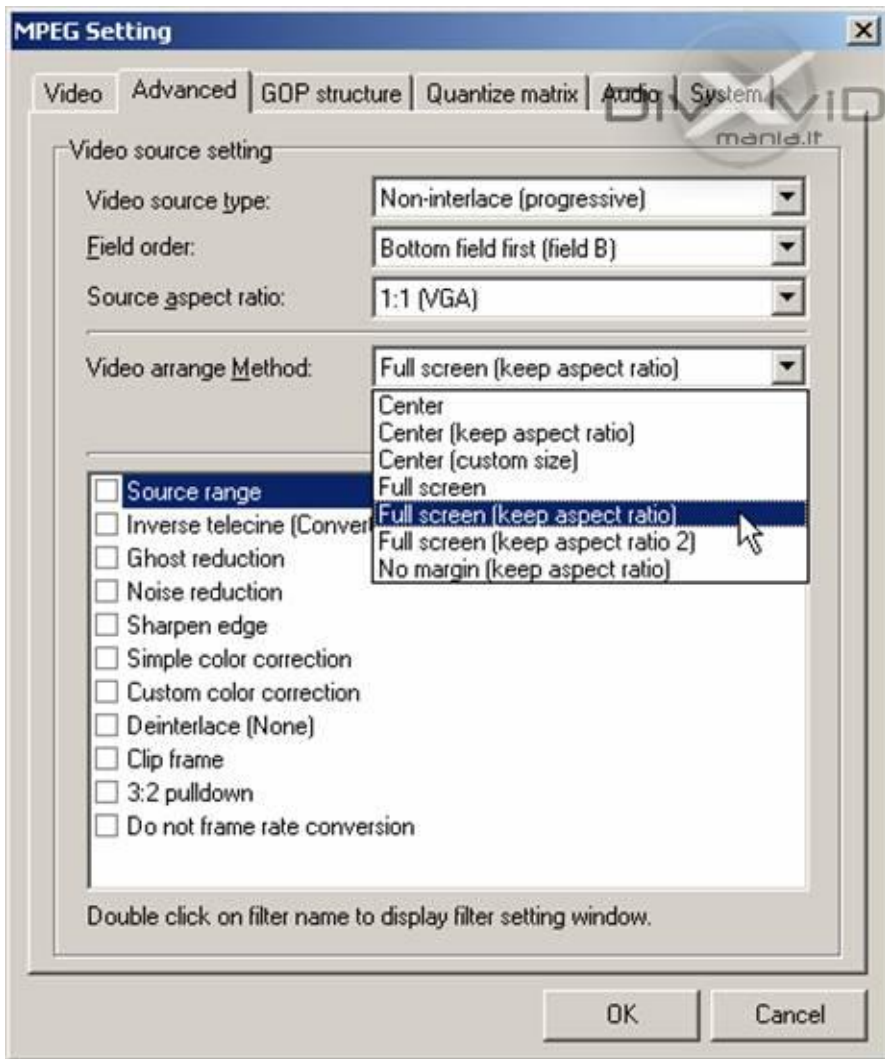 MPEG Setting
Video Advanced GOP structure Quantize matrix Audio System
DivXviD
mania.it
Video source setting
Video source type: Non-interlace (progressive)
Field order: Bottom field first (field B)
Source aspect ratio: 1:1 (VGA)
Video arrange Method: Full screen (keep aspect ratio)
Center
Center (keep aspect ratio)
Center (custom size)
Full screen
Full screen (keep aspect ratio)
Full screen (keep aspect ratio 2)
No margin (keep aspect ratio)
Source range
Inverse telecine (Conver
Ghost reduction
Noise reduction
Sharpen edge
Simple color correction
Custom color correction
Deinterlace (None)
Clip frame
3:2 pulldown
Do not frame rate conversion
Double click on filter name to display filter setting window.
OK Cancel